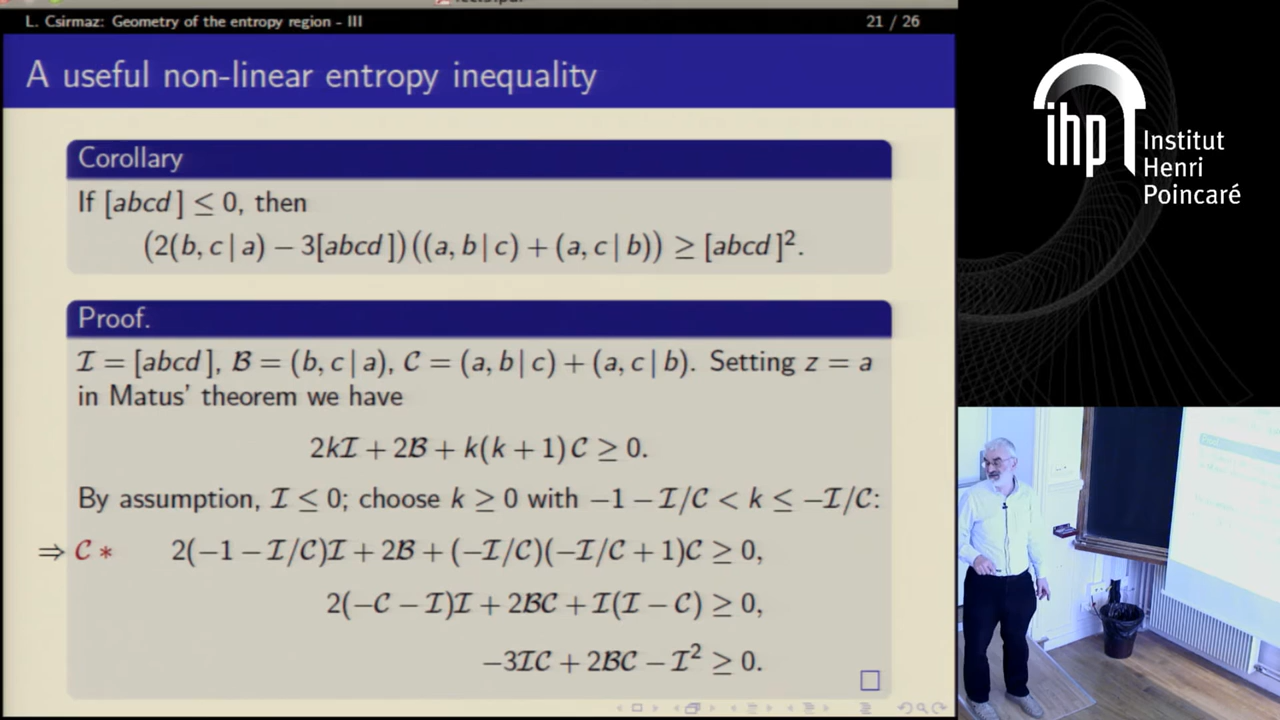 L. Csirmaz: Geometry of the entropy region - III
21 / 26
A useful non-linear entropy inequality
Corollary
If [abcd] ≤ 0, then
(2(b, c | a) − 3[abcd])((a, b | c) + (a, c | b)) ≥ [abcd]².
Proof.
ℐ = [abcd], ℬ = (b, c | a), 𝒞 = (a, b | c) + (a, c | b). Setting z = a
in Matus' theorem we have
2kℐ + 2ℬ + k(k + 1)𝒞 ≥ 0.
By assumption, ℐ ≤ 0; choose k ≥ 0 with −1 − ℐ/𝒞 < k ≤ −ℐ/𝒞:
⇒ 𝒞 * 2(−1 − ℐ/𝒞)ℐ + 2ℬ + (−ℐ/𝒞)(−ℐ/𝒞 + 1)𝒞 ≥ 0,
2(−𝒞 − ℐ)ℐ + 2ℬ𝒞 + ℐ(ℐ − 𝒞) ≥ 0,
−3ℐ𝒞 + 2ℬ𝒞 − ℐ² ≥ 0.
ihp
Institut
Henri
Poincaré